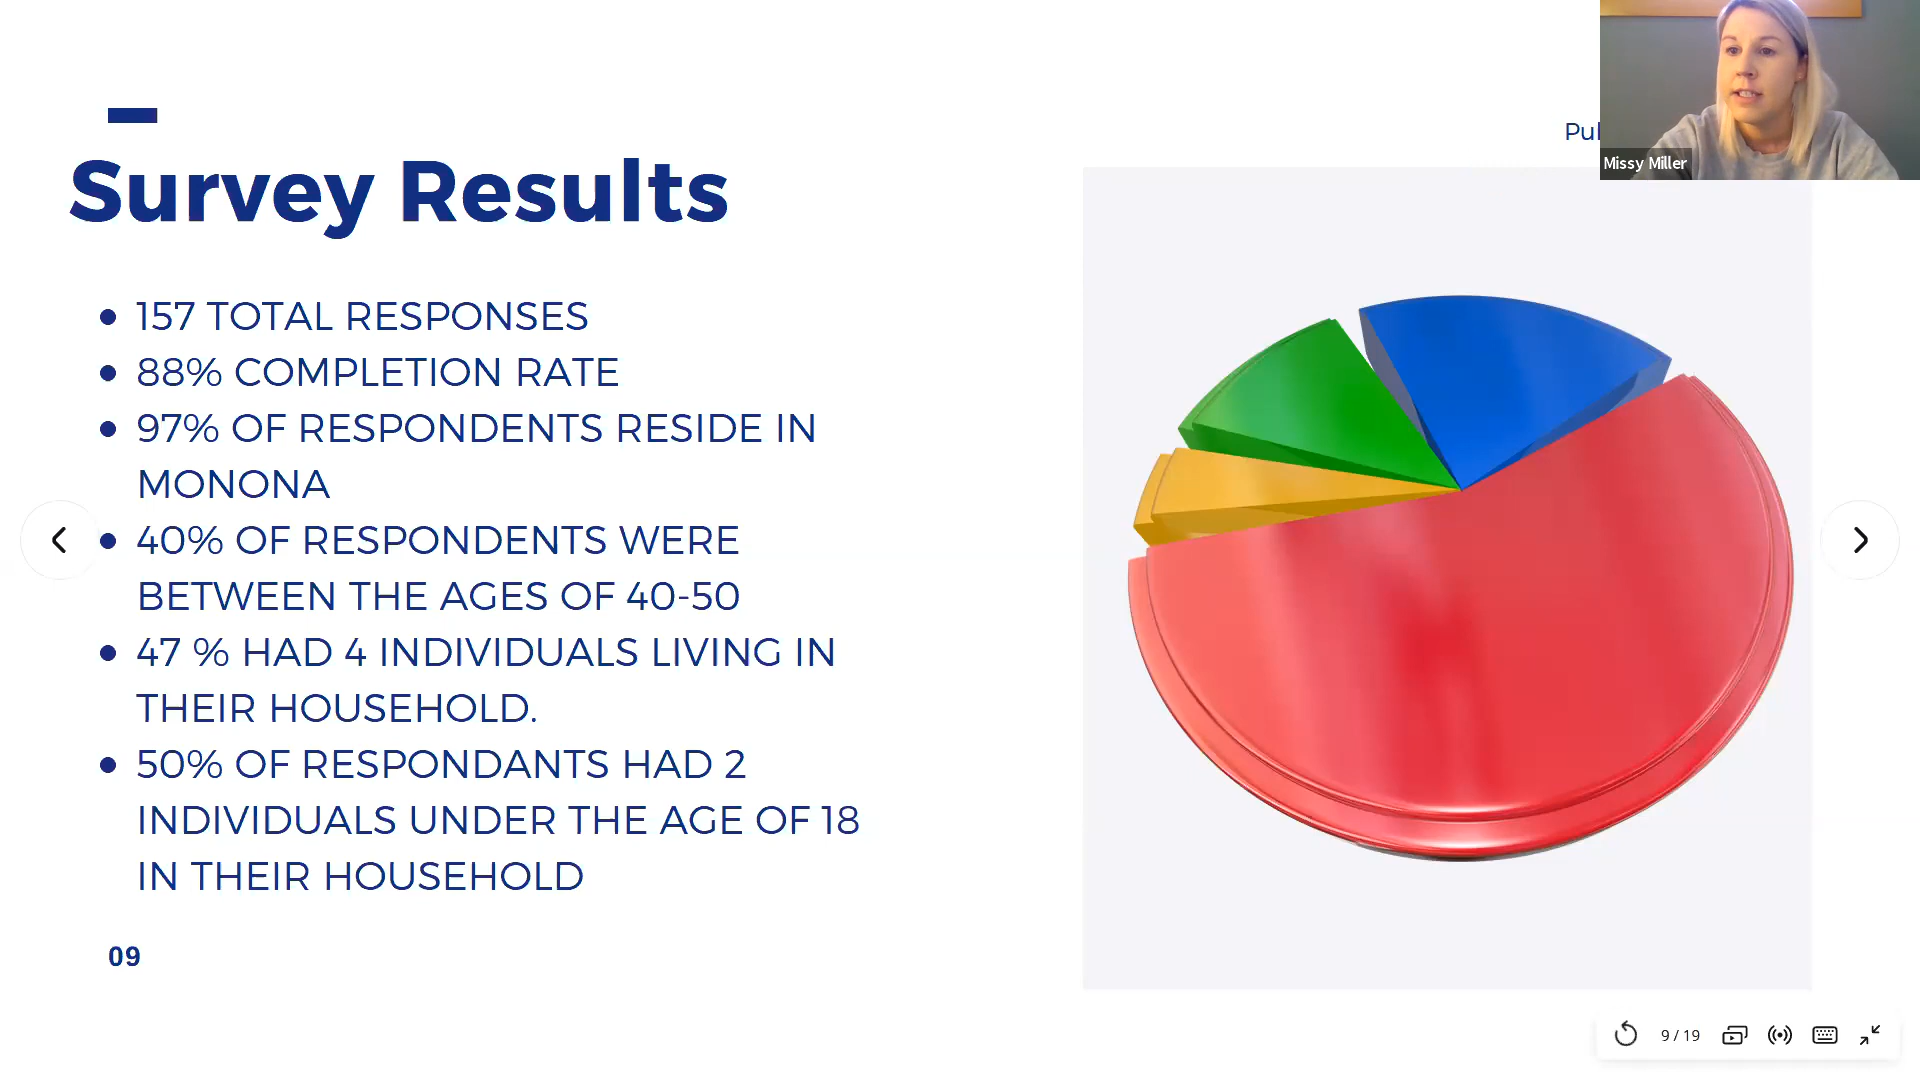 Survey Results
157 TOTAL RESPONSES
88% COMPLETION RATE
97% OF RESPONDENTS RESIDE IN
MONONA
40% OF RESPONDENTS WERE
BETWEEN THE AGES OF 40-50
47 % HAD 4 INDIVIDUALS LIVING IN
THEIR HOUSEHOLD.
50% OF RESPONDANTS HAD 2
INDIVIDUALS UNDER THE AGE OF 18
IN THEIR HOUSEHOLD
09
Missy Miller
9 / 19